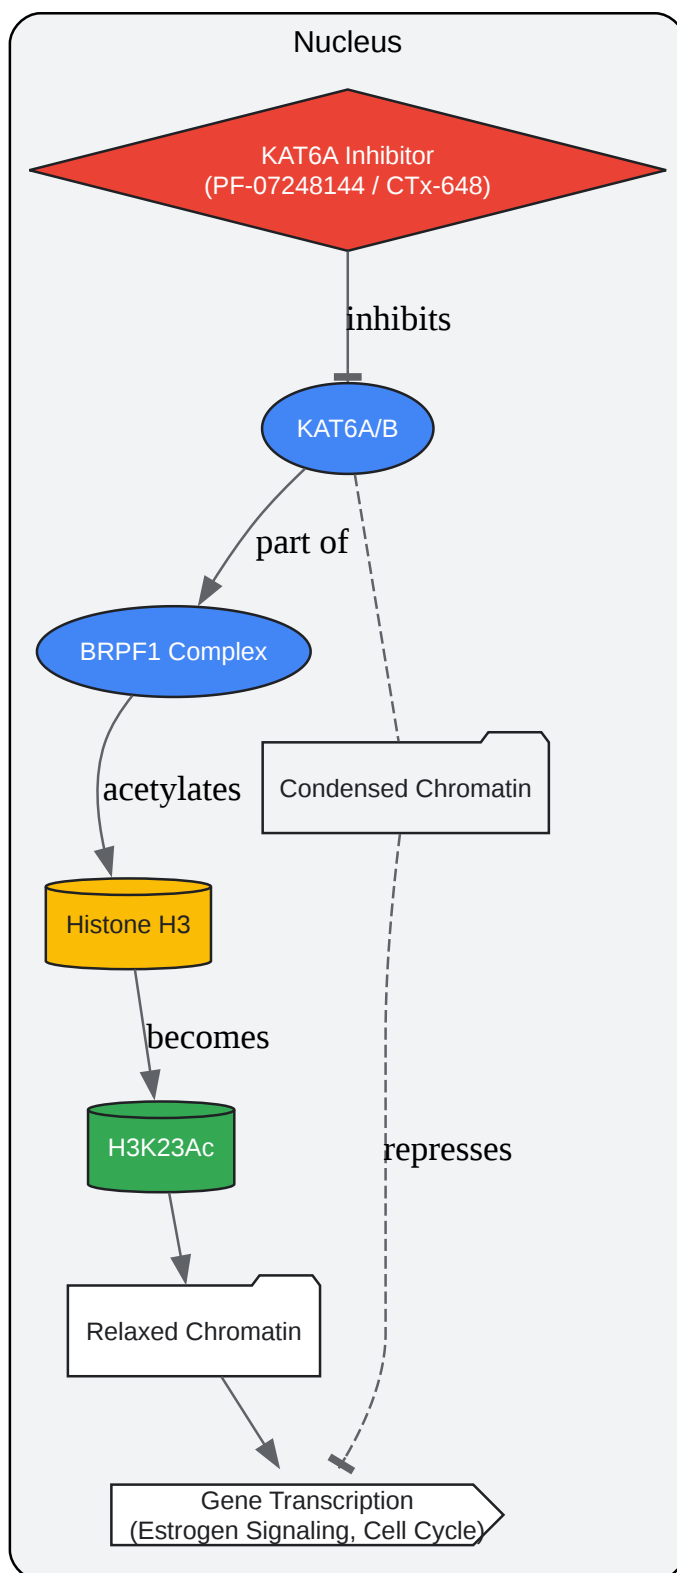 Nucleus
KAT6A Inhibitor
(PF-07248144 / CTx-648)
inhibits
KAT6A/B
part of
BRPF1 Complex
Condensed Chromatin
acetylates
Histone H3
becomes
H3K23Ac
represses
Relaxed Chromatin
Gene Transcription
(Estrogen Signaling, Cell Cycle)